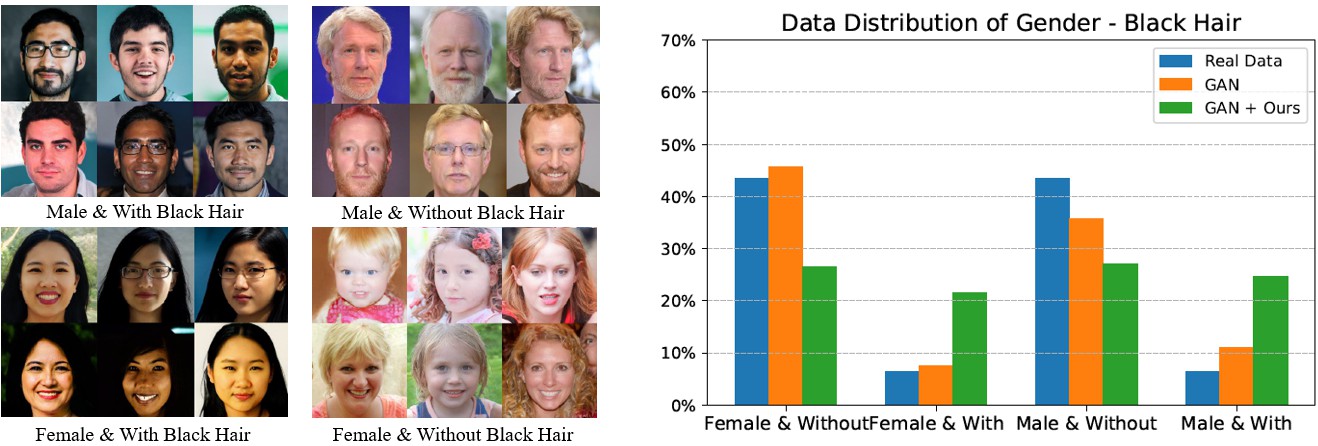 Male & With Black Hair
Male & Without Black Hair
Female & With Black Hair
Female & Without Black Hair
Data Distribution of Gender - Black Hair
70%
60%
50%
40%
30%
20%
10%
0%
Real Data
GAN
GAN + Ours
Female & Without
Female & With
Male & Without
Male & With